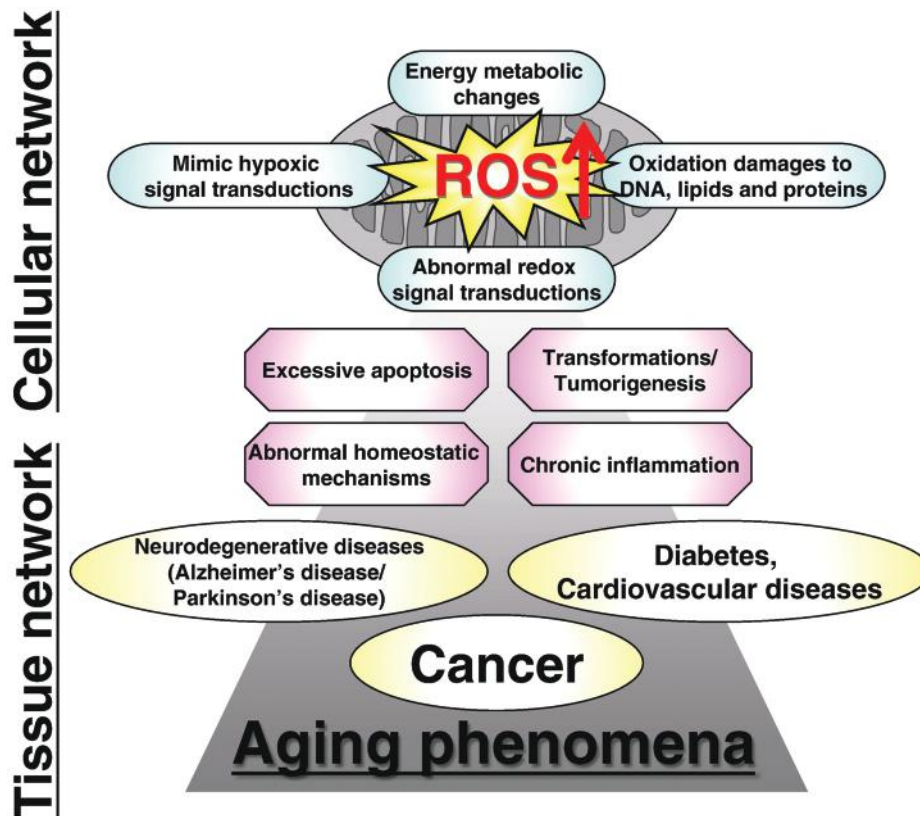 Cellular network
Energy metabolic
changes
Mimic hypoxic
signal transductions
ROS
Oxidation damages to
DNA, lipids and proteins
Abnormal redox
signal transductions
Excessive apoptosis
Transformations/
Tumorigenesis
Tissue network
Abnormal homeostatic
mechanisms
Chronic inflammation
Neurodegenerative diseases
(Alzheimer's disease/
Parkinson's disease)
Diabetes,
Cardiovascular diseases
Cancer
Aging phenomena